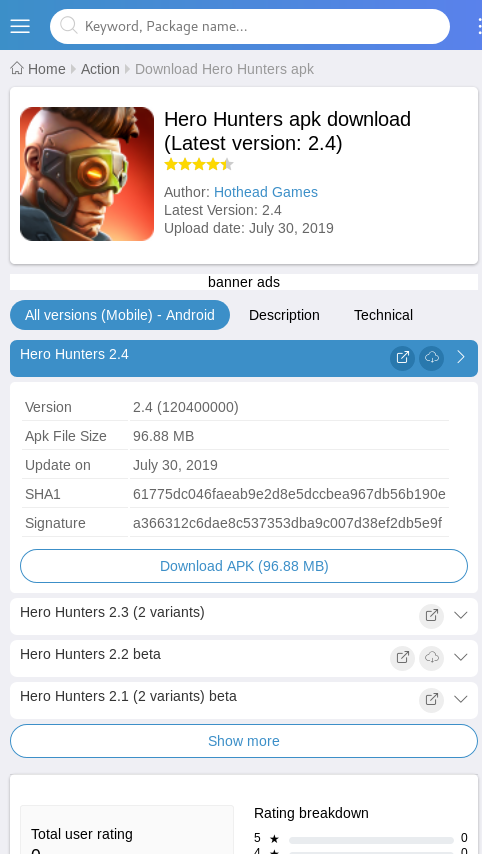 Keyword, Package name...
Home Action Download Hero Hunters apk
Hero Hunters apk download
(Latest version: 2.4)
Author: Hothead Games
Latest Version: 2.4
Upload date: July 30, 2019
banner ads
All versions (Mobile) - Android Description Technical
Hero Hunters 2.4
Version 2.4 (120400000)
Apk File Size 96.88 MB
Update on July 30, 2019
SHA1 61775dc046faeab9e2d8e5dccbea967db56b190e
Signature a366312c6dae8c537353dba9c007d38ef2db5e9f
Download APK (96.88 MB)
Hero Hunters 2.3 (2 variants)
Hero Hunters 2.2 beta
Hero Hunters 2.1 (2 variants) beta
Show more
Rating breakdown
Total user rating
5 ★ 0
4 ★ 0
0